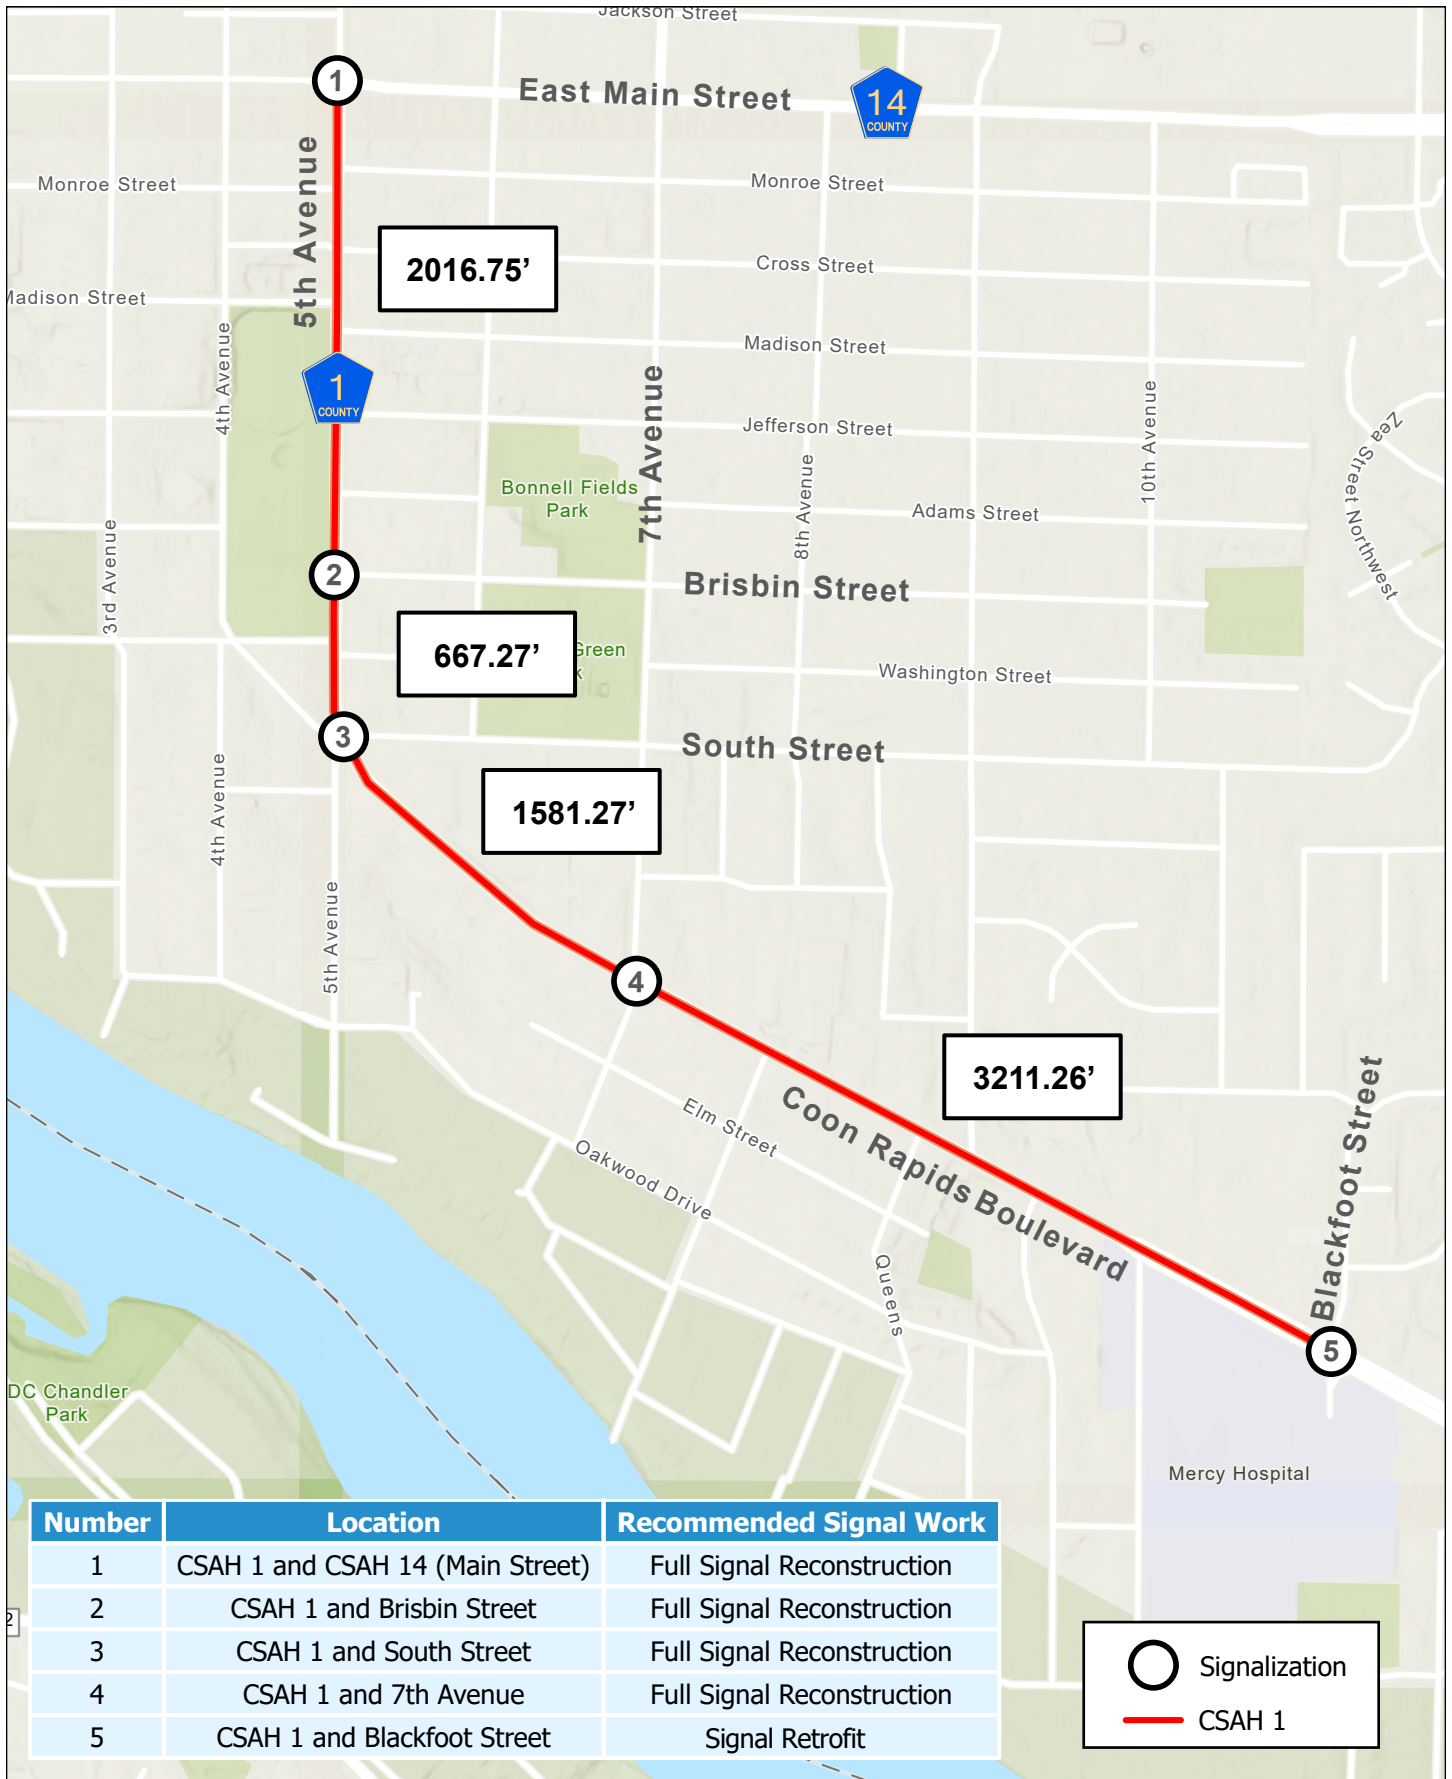 Jackson Street
1
East Main Street
14
COUNTY
5th Avenue
Monroe Street
Monroe Street
2016.75’
Cross Street
Madison Street
4th Avenue
Madison Street
1
COUNTY
7th Avenue
Jefferson Street
10th Avenue
Zea Street Northwest
Bonnell Fields
Park
8th Avenue
Adams Street
3rd Avenue
2
Brisbin Street
667.27’
Green
Washington Street
3
South Street
4th Avenue
1581.27’
5th Avenue
4
3211.26’
Coon Rapids Boulevard
Elm Street
Oakwood Drive
Queens
Blackfoot Street
5
DC Chandler
Park
Mercy Hospital
Number Location Recommended Signal Work
1 CSAH 1 and CSAH 14 (Main Street) Full Signal Reconstruction
2 CSAH 1 and Brisbin Street Full Signal Reconstruction
3 CSAH 1 and South Street Full Signal Reconstruction
4 CSAH 1 and 7th Avenue Full Signal Reconstruction
5 CSAH 1 and Blackfoot Street Signal Retrofit
2
Signalization
CSAH 1